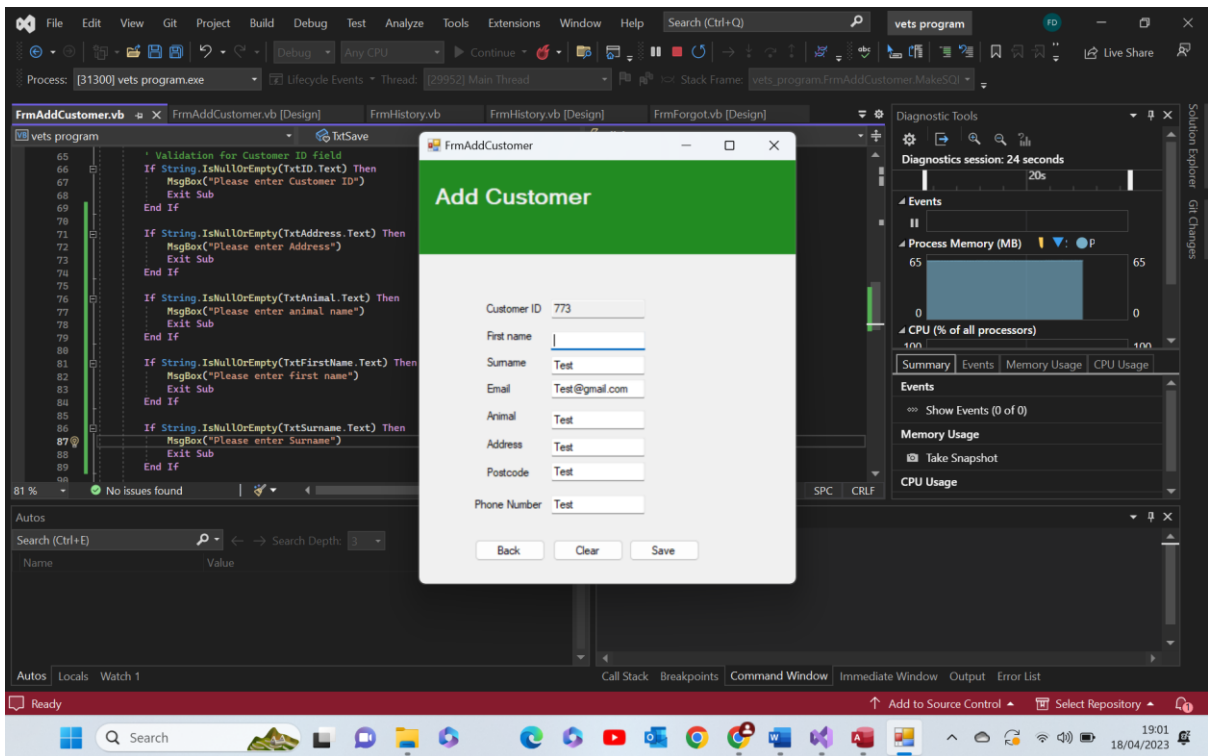 File Edit View Git Project Build Debug Test Analyze Tools Extensions Window Help Search (Ctrl+Q) vets program FD
Debug Any CPU Continue Live Share
Process: [31300] vets program.exe Lifecycle Events Thread: [29952] Main Thread Stack Frame: vets_program.FrmAddCustomer.MakeSQl
FrmAddCustomer.vb FrmAddCustomer.vb [Design] FrmHistory.vb FrmHistory.vb [Design] FrmForgot.vb [Design]
vets program TxtSave
65 ' Validation for Customer ID field
66 If String.IsNullOrEmpty(TxtID.Text) Then
67 MsgBox("Please enter Customer ID")
68 Exit Sub
69 End If
70
71 If String.IsNullOrEmpty(TxtAddress.Text) Then
72 MsgBox("Please enter Address")
73 Exit Sub
74 End If
75
76 If String.IsNullOrEmpty(TxtAnimal.Text) Then
77 MsgBox("Please enter animal name")
78 Exit Sub
79 End If
80
81 If String.IsNullOrEmpty(TxtFirstName.Text) Then
82 MsgBox("Please enter first name")
83 Exit Sub
84 End If
85
86 If String.IsNullOrEmpty(TxtSurname.Text) Then
87 MsgBox("Please enter Surname")
88 Exit Sub
89 End If
90
81 % No issues found SPC CRLF
FrmAddCustomer
Add Customer
Customer ID 773
First name
Surname Test
Email Test@gmail.com
Animal Test
Address Test
Postcode Test
Phone Number Test
Back Clear Save
Diagnostic Tools
Diagnostics session: 24 seconds
20s
Events
Process Memory (MB) P
65 65
0 0
CPU (% of all processors)
100 100
Summary Events Memory Usage CPU Usage
Events
Show Events (0 of 0)
Memory Usage
Take Snapshot
CPU Usage
Solution Explorer
Git Changes
Autos
Search (Ctrl+E) Search Depth: 3
Name Value
Autos Locals Watch 1
Call Stack Breakpoints Command Window Immediate Window Output Error List
Ready Add to Source Control Select Repository
Search
19:01
18/04/2023